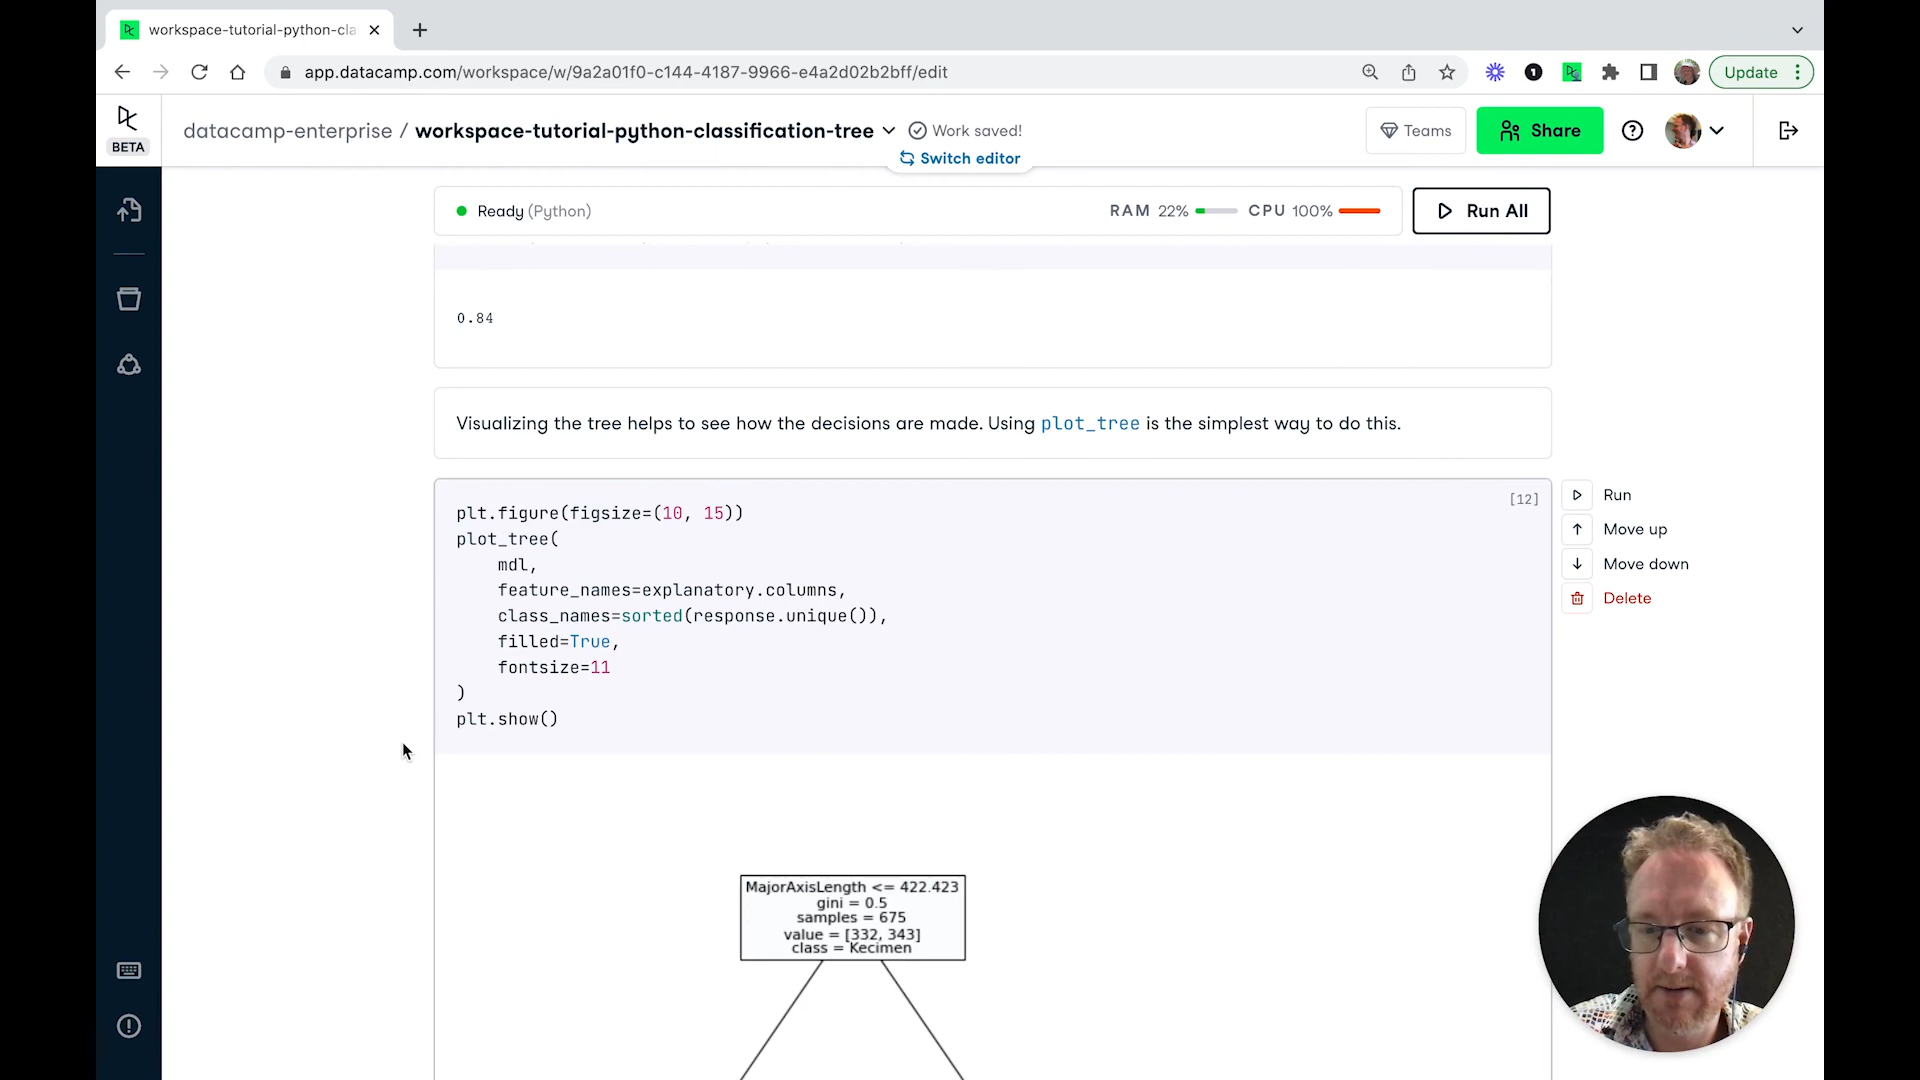 workspace-tutorial-python-cla
app.datacamp.com/workspace/w/9a2a01f0-c144-4187-9966-e4a2d02b2bff/edit
Update
BETA
datacamp-enterprise / workspace-tutorial-python-classification-tree
Work saved!
Switch editor
Teams
Share
Ready (Python)
RAM 22%
CPU 100%
Run All
0.84
Visualizing the tree helps to see how the decisions are made. Using plot_tree is the simplest way to do this.
[12]
plt.figure(figsize=(10, 15))
plot_tree(
    mdl,
    feature_names=explanatory.columns,
    class_names=sorted(response.unique()),
    filled=True,
    fontsize=11
)
plt.show()
Run
Move up
Move down
Delete
MajorAxisLength <= 422.423
gini = 0.5
samples = 675
value = [332, 343]
class = Kecimen